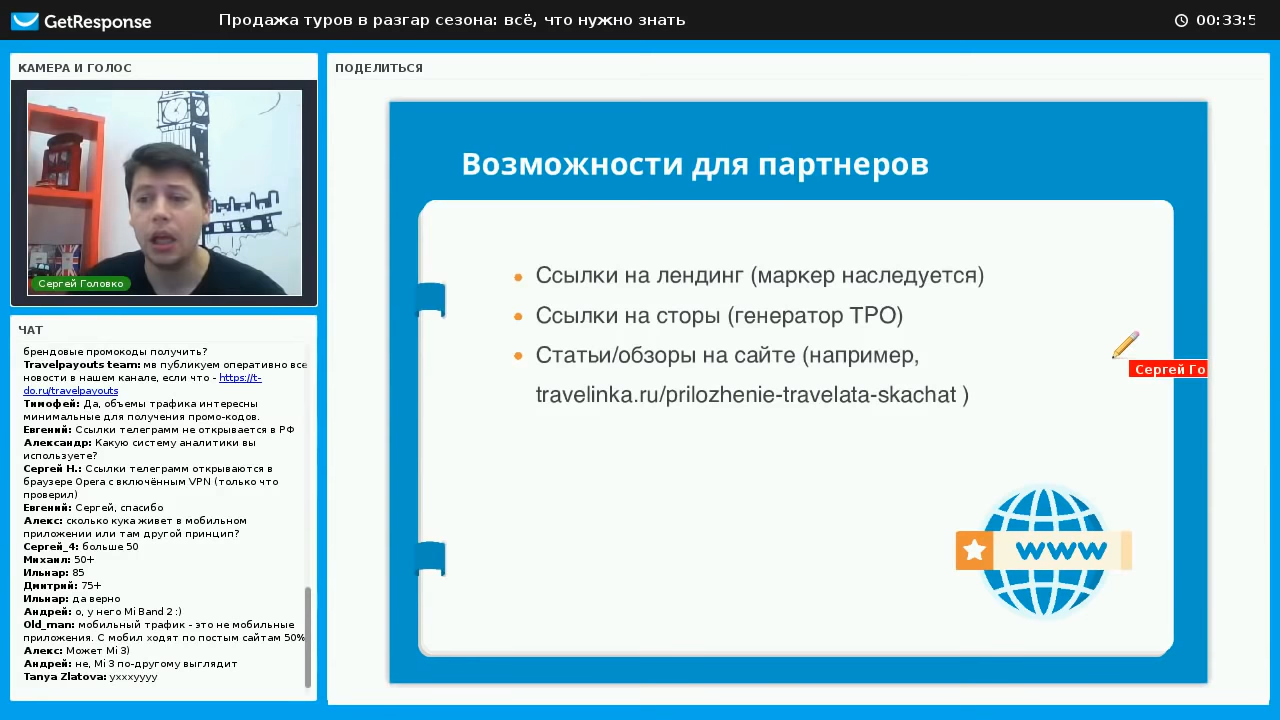 GetResponse
Продажа туров в разгар сезона: всё, что нужно знать
00:33:5
КАМЕРА И ГОЛОС
Сергей Головко
ЧАТ
брендовые промокоды получить?
Travelpayouts team: мв публикуем оперативно все
новости в нашем канале, если что - https://t-
do.ru/travelpayouts
Тимофей: Да, объемы трафика интересны
минимальные для получения промо-кодов.
Евгений: Ссылки телеграмм не открывается в РФ
Александр: Какую систему аналитики вы
используете?
Сергей Н.: Ссылки телеграмм открываются в
браузере Opera с включённым VPN (только что
проверил)
Евгений: Сергей, спасибо
Алекс: сколько кука живет в мобильном
приложении или там другой принцип?
Сергей_4: больше 50
Михаил: 50+
Ильнар: 85
Дмитрий: 75+
Ильнар: да верно
Андрей: о, у него Mi Band 2 :)
Old_man: мобильный трафик - это не мобильные
приложения. С мобил ходят по постым сайтам 50%
Алекс: Может Mi 3)
Андрей: не, Mi 3 по-другому выглядит
Tanya Zlatova: уxxxyyyy
ПОДЕЛИТЬСЯ
Возможности для партнеров
Ссылки на лендинг (маркер наследуется)
Ссылки на сторы (генератор TPO)
Статьи/обзоры на сайте (например,
travelinka.ru/prilozhenie-travelata-skachat )
Сергей Го
www